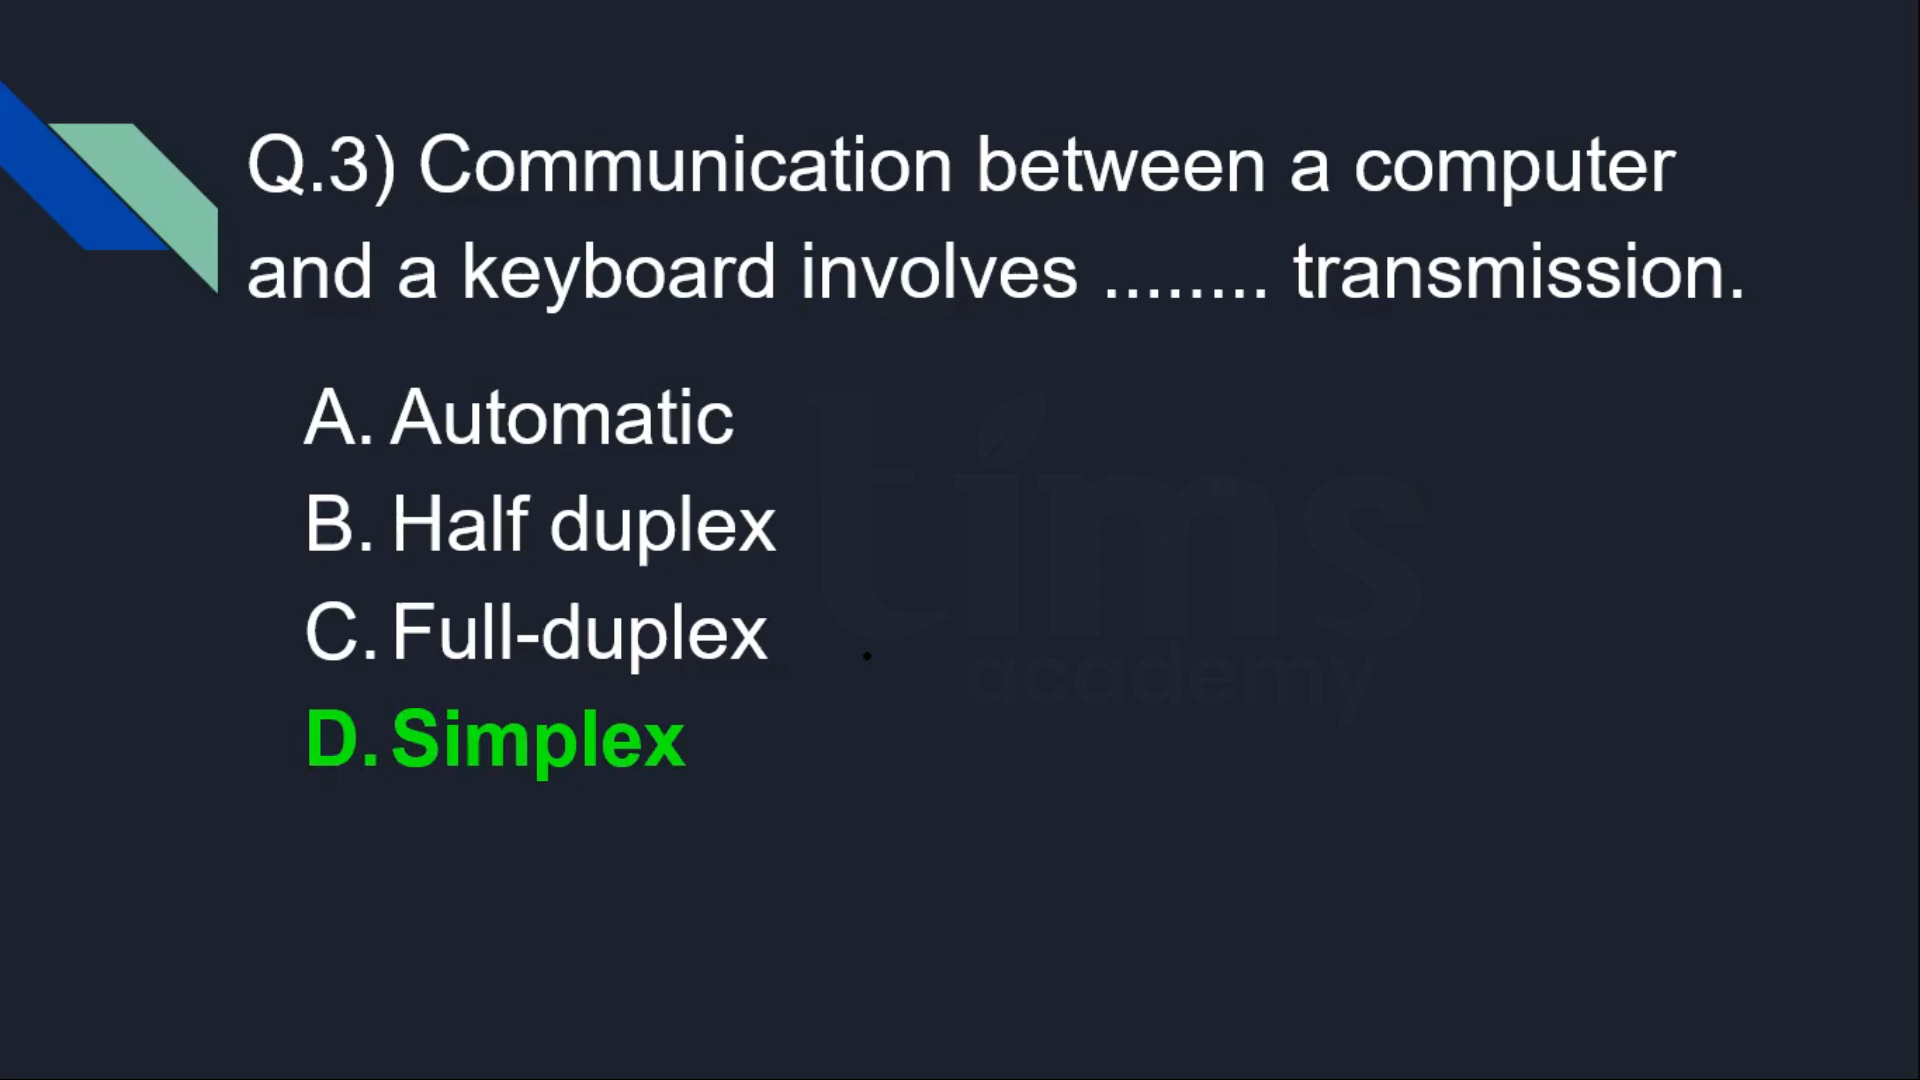 Q.3) Communication between a computer
and a keyboard involves ........ transmission.
A. Automatic
B. Half duplex
C. Full-duplex
D. Simplex
tims
academy